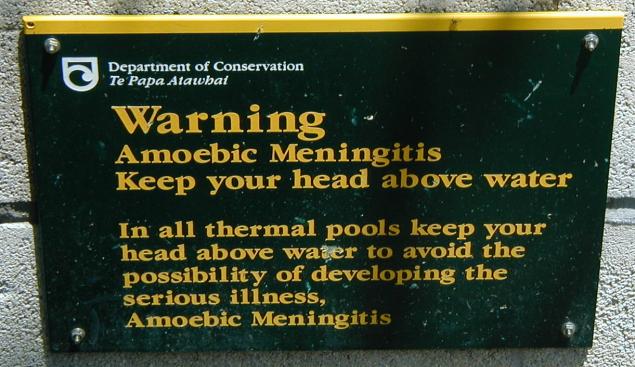 Department of Conservation
Te Papa Atawhai
Warning
Amoebic Meningitis
Keep your head above water
In all thermal pools keep your
head above water to avoid the
possibility of developing the
serious illness,
Amoebic Meningitis